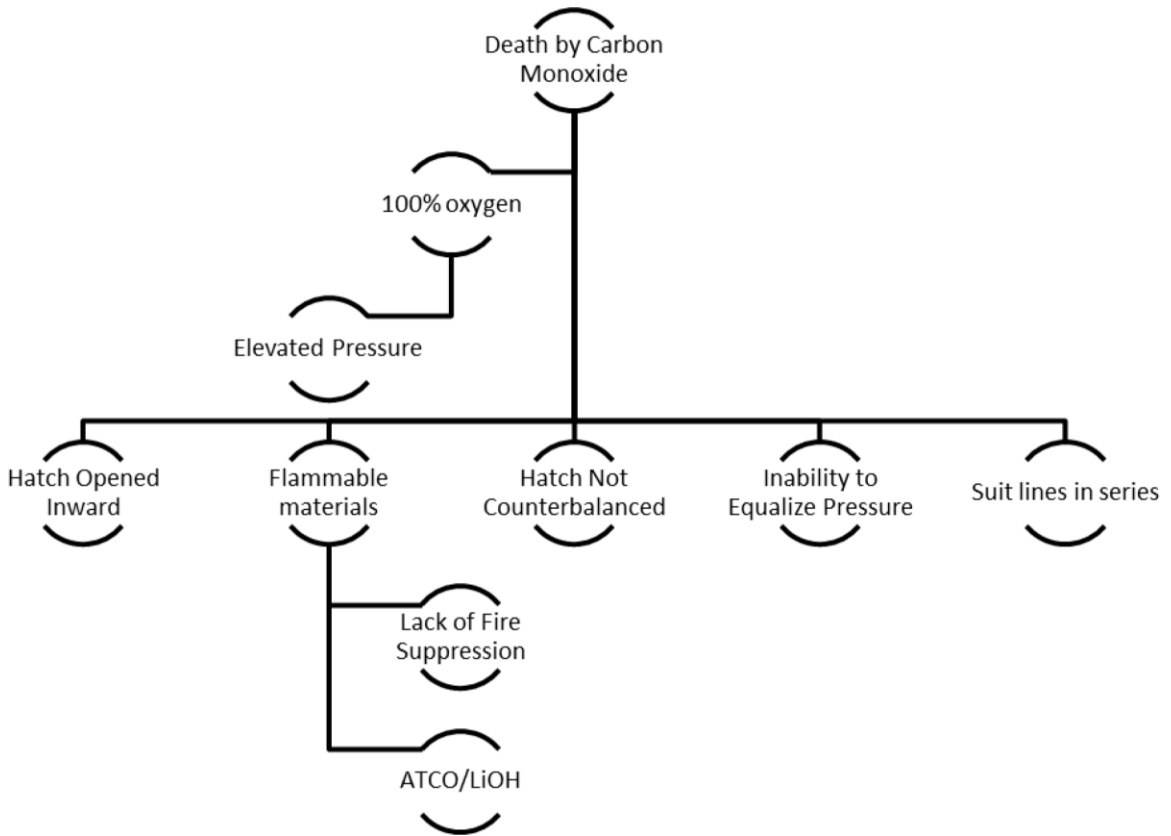 Death by Carbon
Monoxide
100% oxygen
Elevated Pressure
Hatch Opened
Inward
Flammable
materials
Hatch Not
Counterbalanced
Inability to
Equalize Pressure
Suit lines in series
Lack of Fire
Suppression
ATCO/LiOH